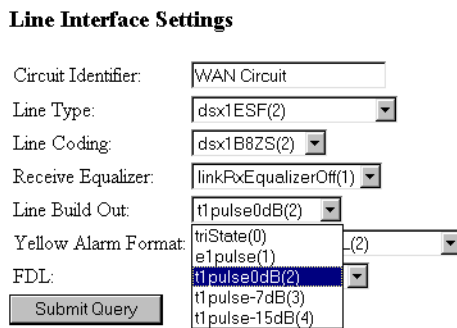 Line Interface Settings
Circuit Identifier: WAN Circuit
Line Type: dsx1ESF(2)
Line Coding: dsx1B8ZS(2)
Receive Equalizer: linkRxEqualizerOff(1)
Line Build Out: t1pulse0dB(2)
triState(0)
Yellow Alarm Format: (2)
e1pulse(1)
FDL: t1pulse0dB(2)
t1pulse-7dB(3)
Submit Query
t1pulse-15dB(4)